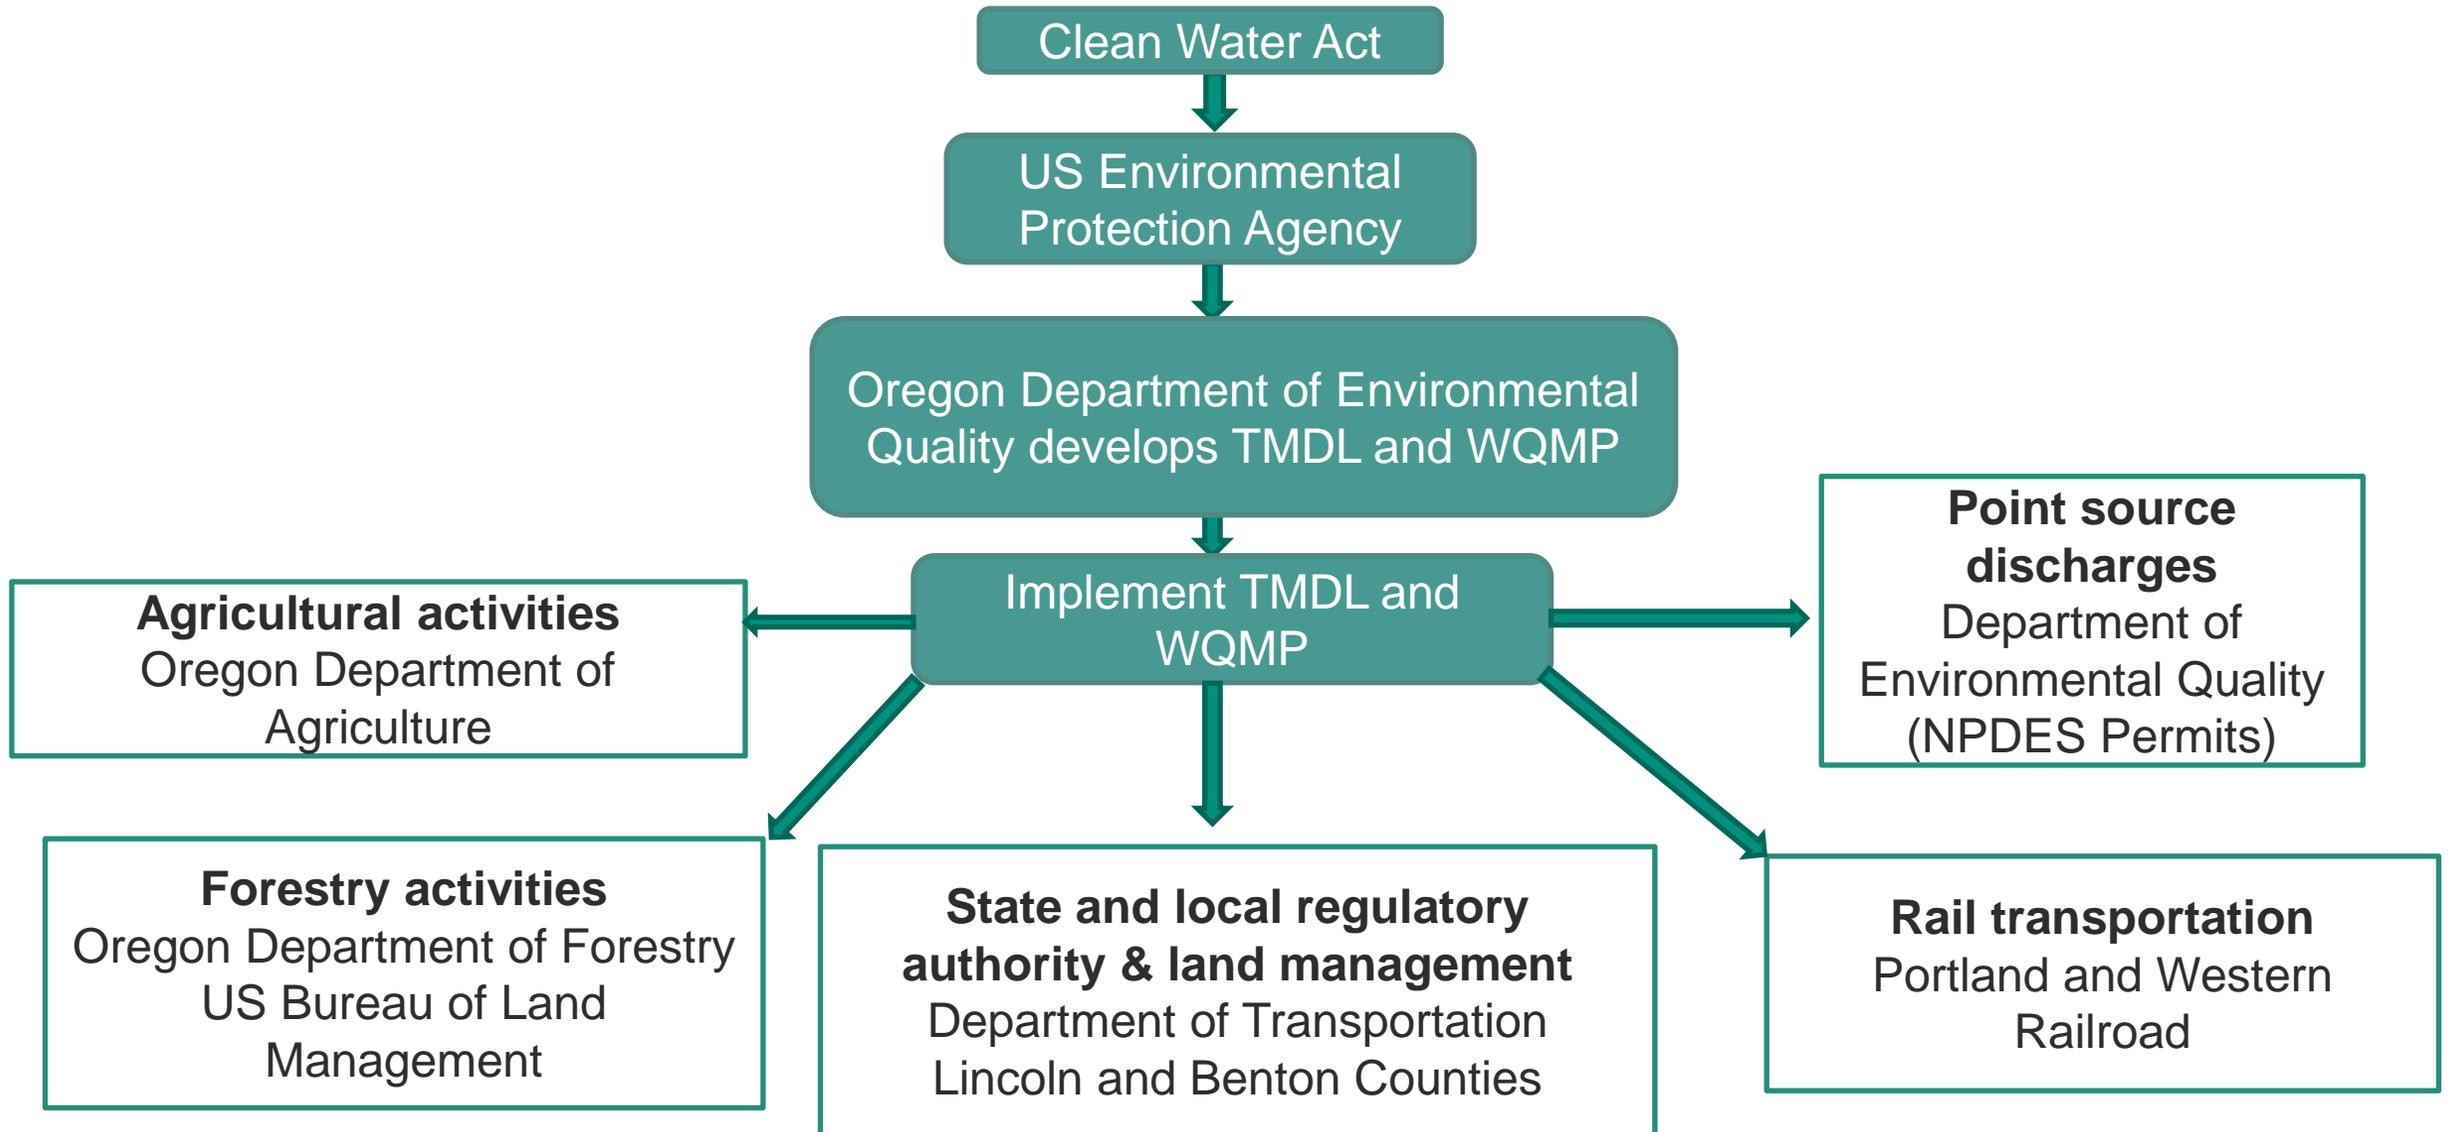 Clean Water Act
US Environmental
Protection Agency
Oregon Department of Environmental
Quality develops TMDL and WQMP
Implement TMDL and
WQMP
Agricultural activities
Oregon Department of
Agriculture
Point source
discharges
Department of
Environmental Quality
(NPDES Permits)
Forestry activities
Oregon Department of Forestry
US Bureau of Land
Management
State and local regulatory
authority & land management
Department of Transportation
Lincoln and Benton Counties
Rail transportation
Portland and Western
Railroad